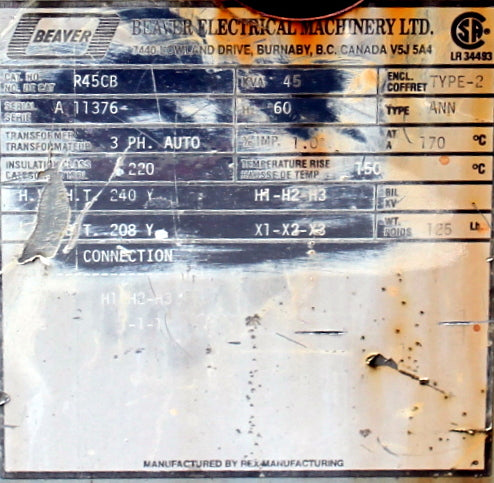 BEAVER
BEAVER ELECTRICAL MACHINERY LTD.
7440 LOWLAND DRIVE, BURNABY, B.C. CANADA V5J 5A4
LR 34493
CAT. NO. R45CB KVA 45 ENCL. TYPE-2
NO. DE CAT. COFFRET
SERIAL A 11376 60 TYPE ANN
SERIE
TRANSFORMER 3 PH. AUTO IMP. 1.0 AT 170 °C
TRANSFORMATEUR A
INSULATION CLASS 220 TEMPERATURE RISE 150
HAUSSE DE TEMP
H.T. 240 Y H1-H2-H3 BIL
KV
T. 208 Y X1-X2-X3 WT. 125
POIDS
CONNECTION
H1-H2-H3
MANUFACTURED BY REX MANUFACTURING